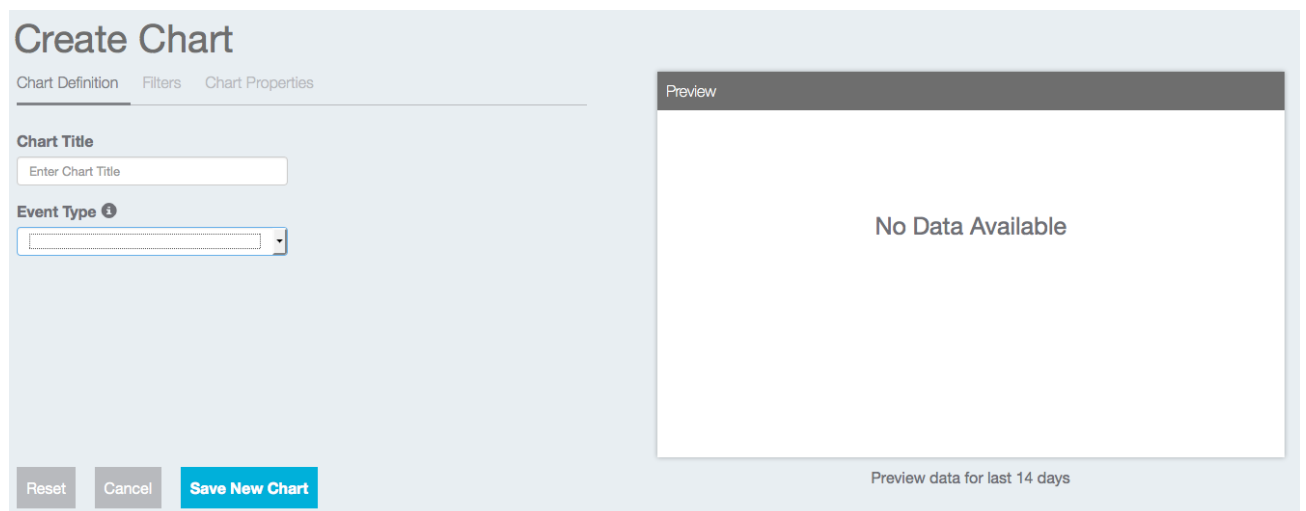 Create Chart
Chart Definition Filters Chart Properties
Chart Title
Enter Chart Title
Event Type
Reset Cancel Save New Chart
Preview
No Data Available
Preview data for last 14 days